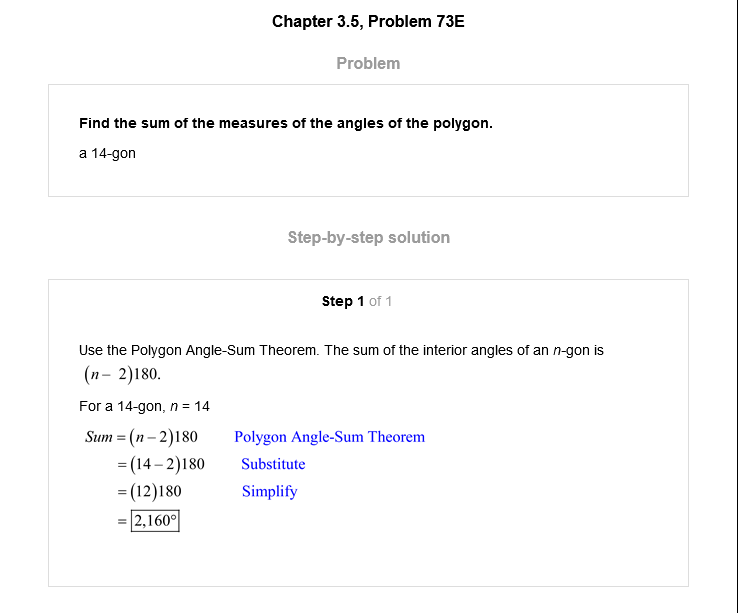 Chapter 3.5, Problem 73E
Problem
Find the sum of the measures of the angles of the polygon.
a 14-gon
Step-by-step solution
Step 1 of 1
Use the Polygon Angle-Sum Theorem. The sum of the interior angles of an n-gon is
(n – 2)180.
For a 14-gon, n = 14
Sum = (n – 2)180 Polygon Angle-Sum Theorem
= (14 – 2)180 Substitute
= (12)180 Simplify
= 2,160°